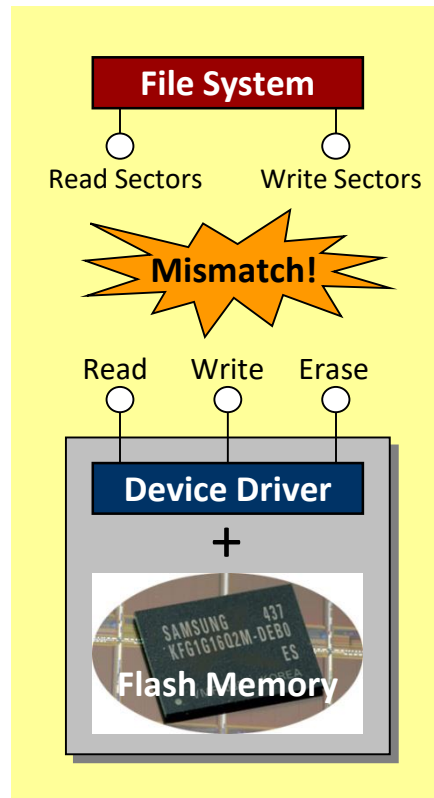 File System
Read Sectors Write Sectors
Mismatch!
Read Write Erase
Device Driver
+
SAMSUNG 437
KFG1G16Q2M-DEB0
ES
Flash Memory